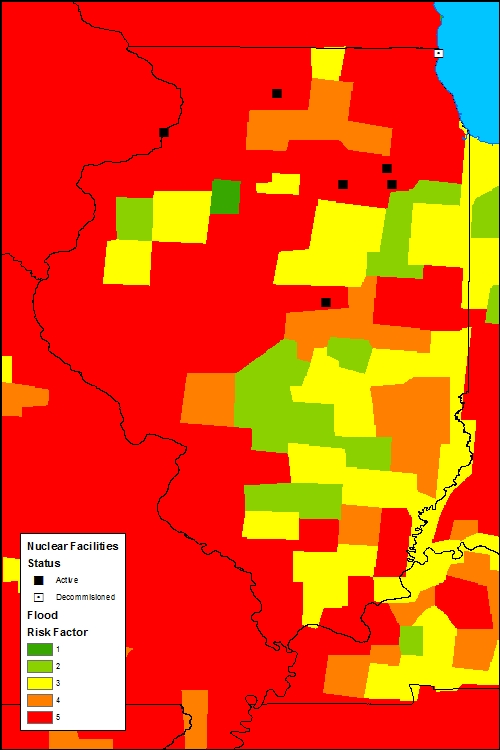 Nuclear Facilities
Status
Active
Decommisioned
Flood
Risk Factor
1
2
3
4
5